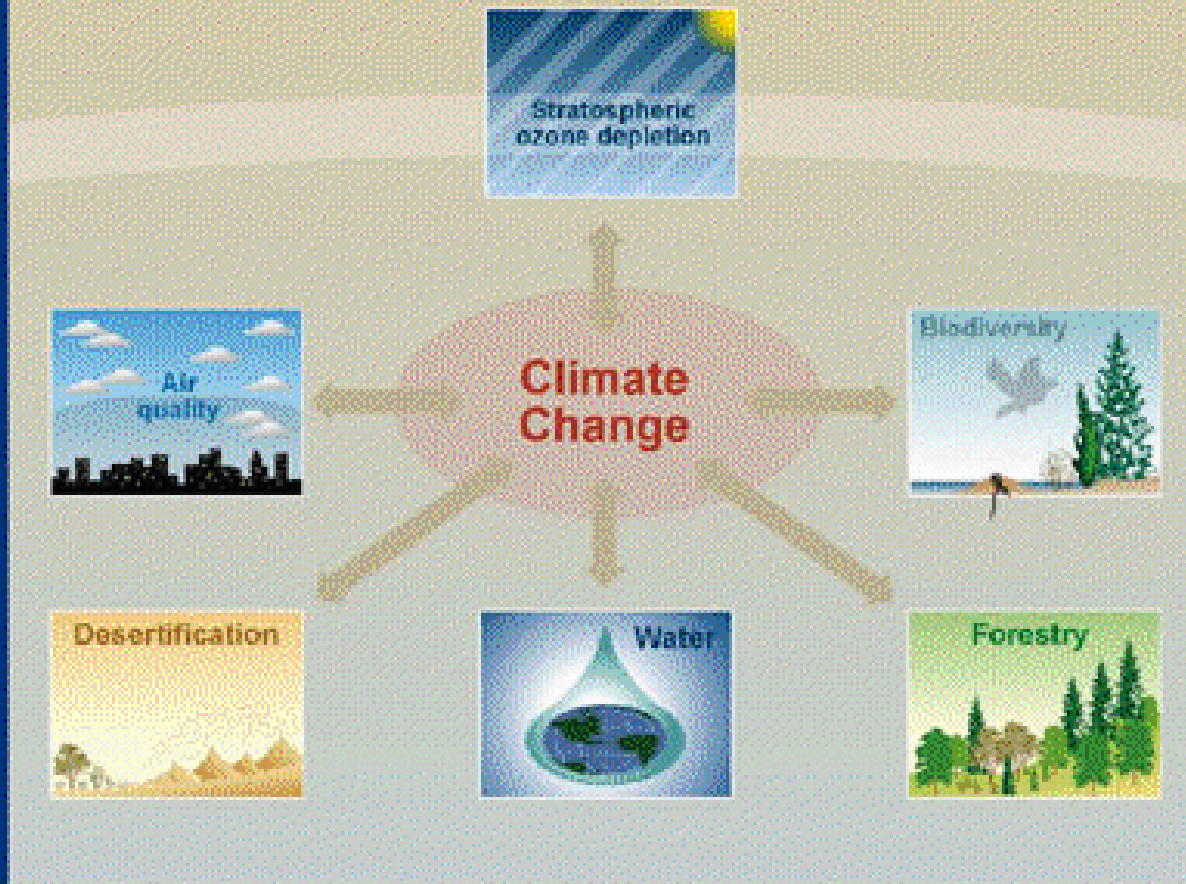 Stratospheric
ozone depletion
Air
quality
Climate
Change
Biodiversity
Desertification
Water
Forestry